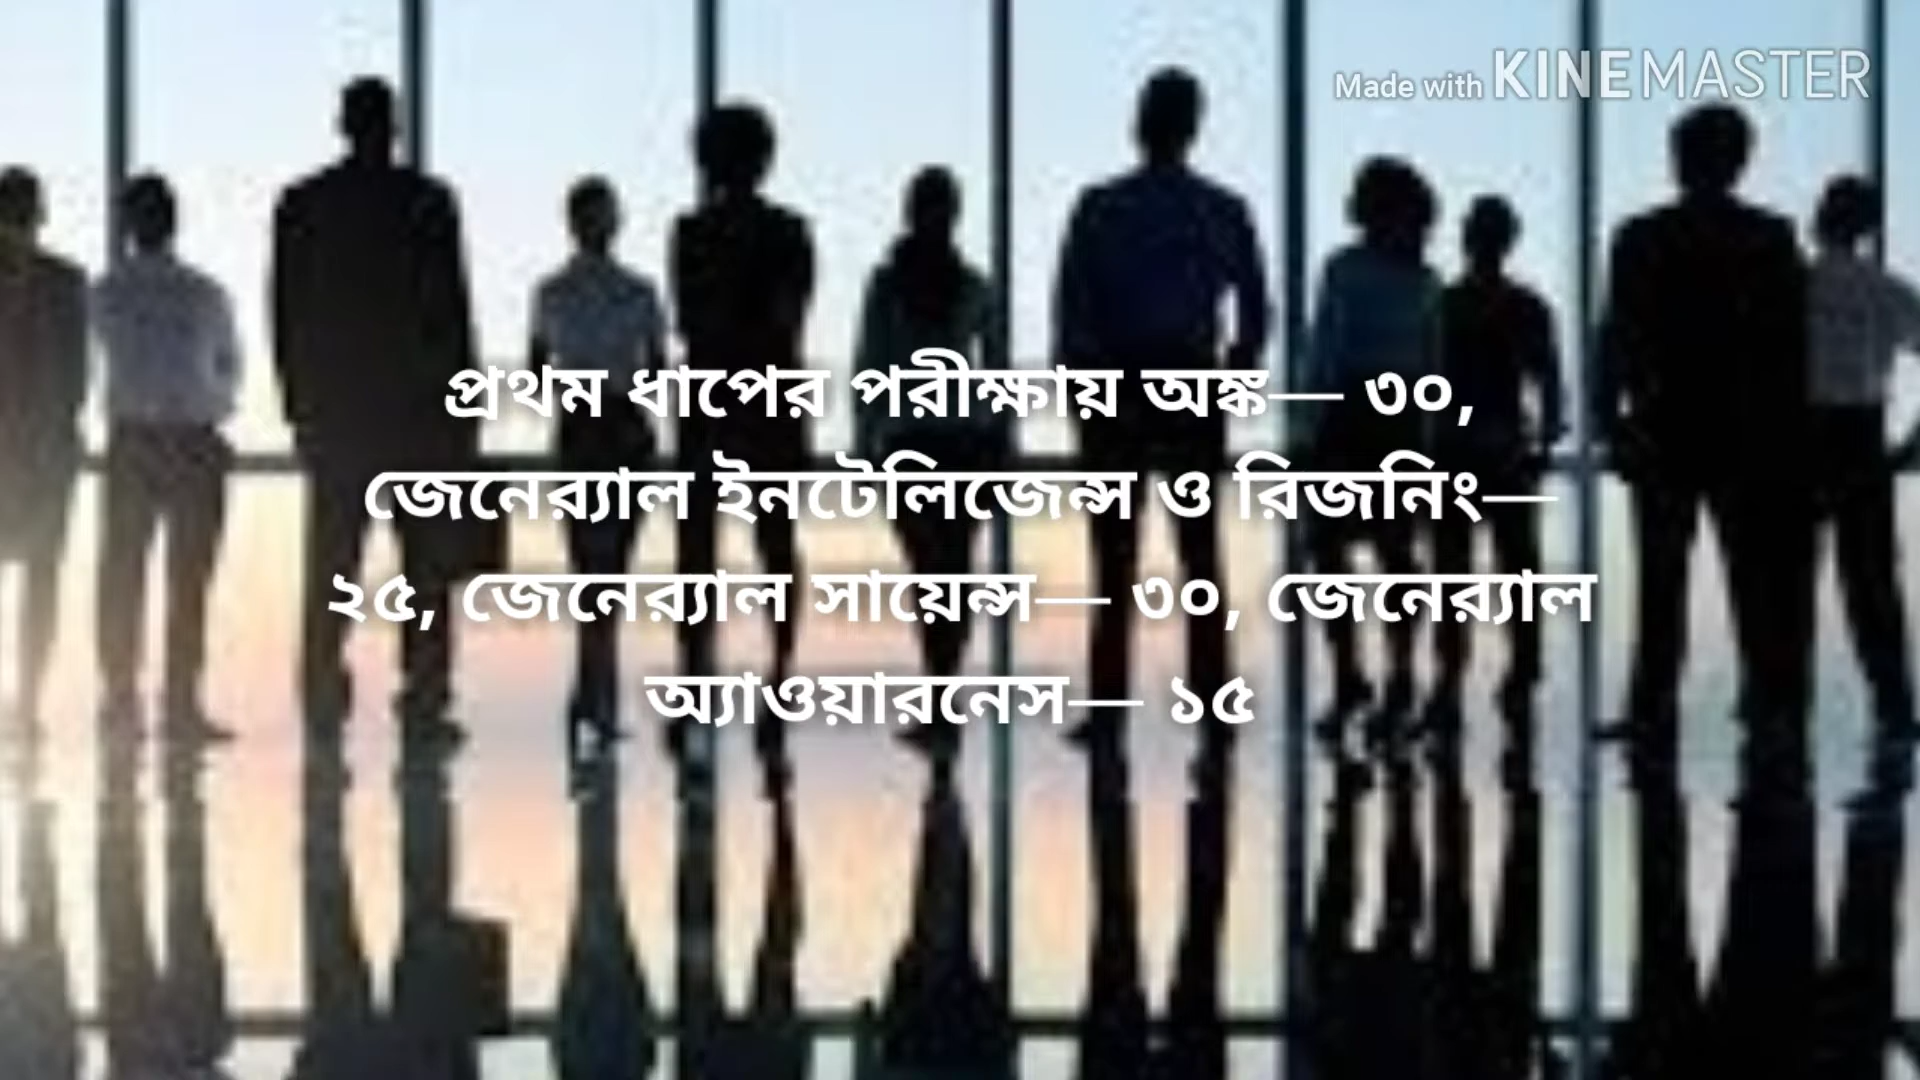 Made with KINEMASTER
প্রথম ধাপের পরীক্ষায় অঙ্ক— ৩০,
জেনের‍্যাল ইনটেলিজেন্স ও রিজনিং—
২৫, জেনের‍্যাল সায়েন্স— ৩০, জেনের‍্যাল
অ্যাওয়ারনেস— ১৫